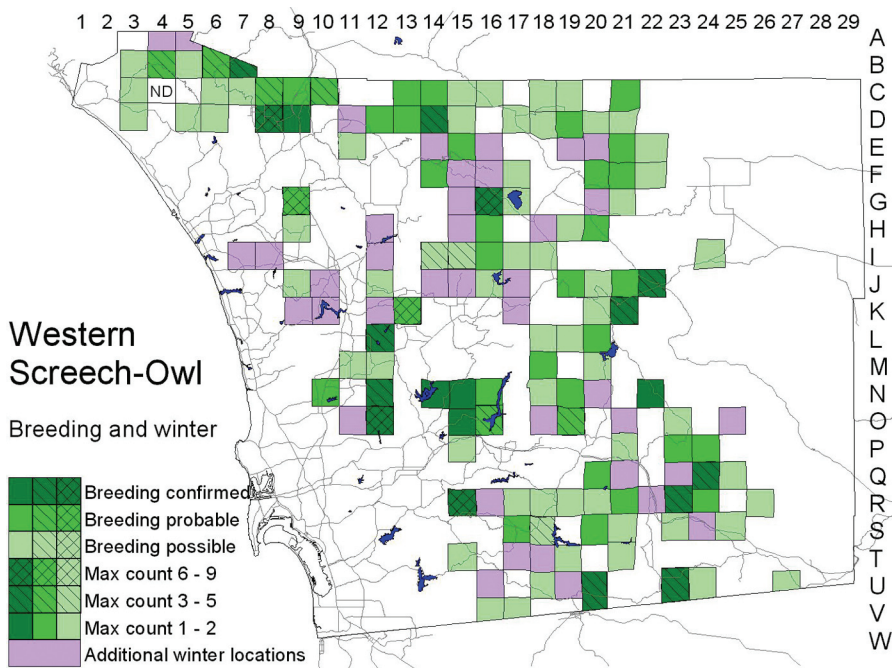 1 2 3 4 5 6 7 8 9 10 11 12 13 14 15 16 17 18 19 20 21 22 23 24 25 26 27 28 29
A
B
C
D
E
F
G
H
I
J
K
L
M
N
O
P
Q
R
S
T
U
V
W
ND
Western
Screech-Owl
Breeding and winter
Breeding confirmed
Breeding probable
Breeding possible
Max count 6 - 9
Max count 3 - 5
Max count 1 - 2
Additional winter locations